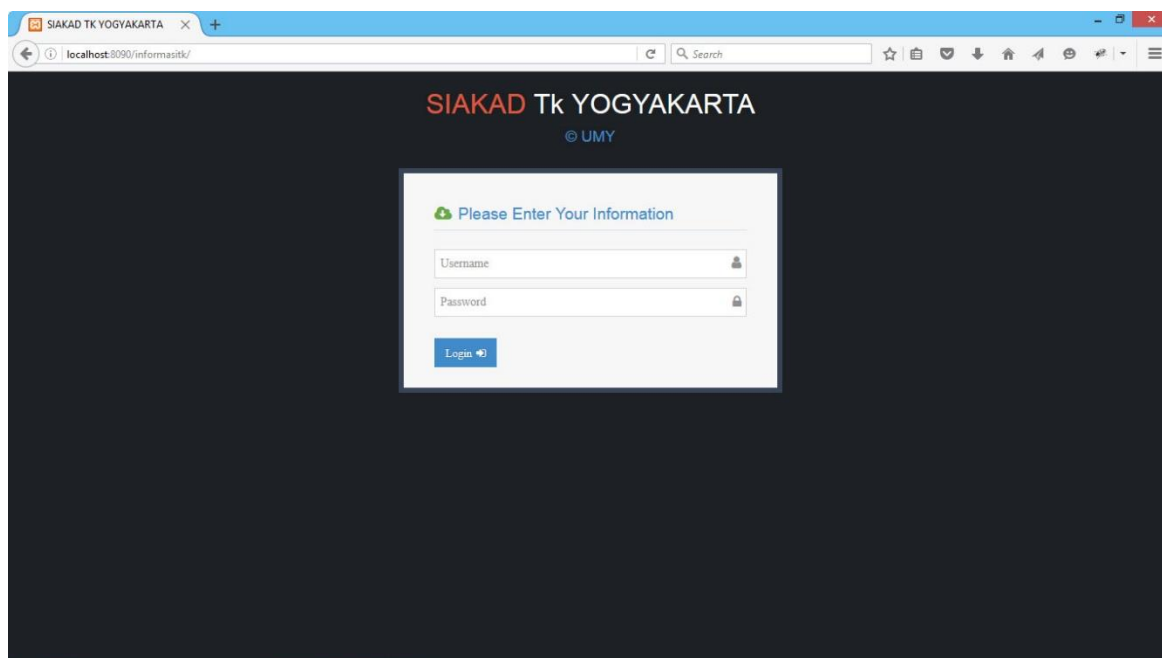 SIAKAD TK YOGYAKARTA
localhost:8090/informasitk/
Search
SIAKAD Tk YOGYAKARTA
© UMY
Please Enter Your Information
Username
Password
Login